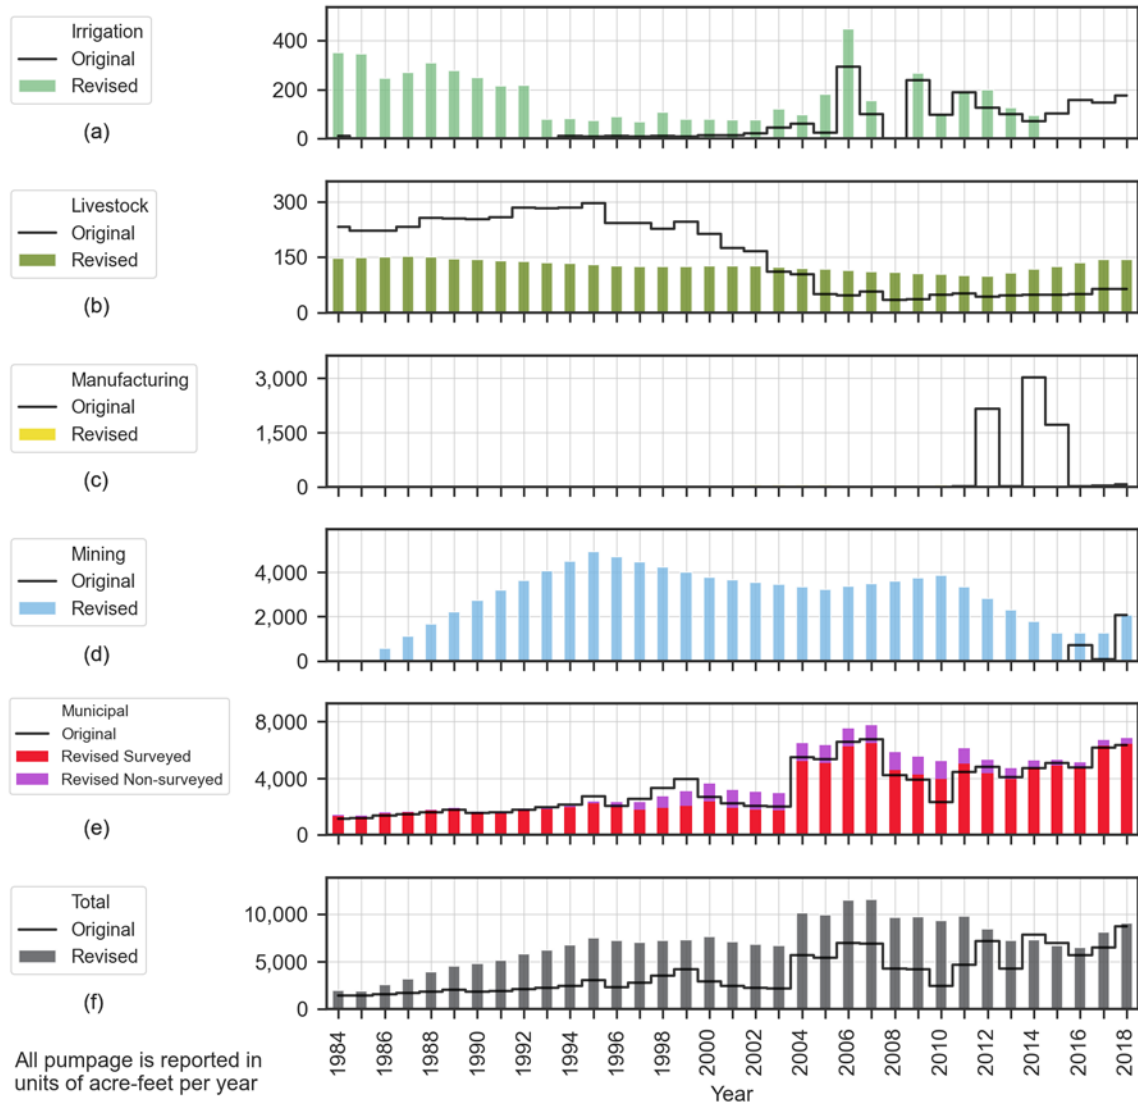 Irrigation
Original
Revised
(a)
400
200
0
Livestock
Original
Revised
(b)
300
150
0
Manufacturing
Original
Revised
(c)
3,000
1,500
0
Mining
Original
Revised
(d)
4,000
2,000
0
Municipal
Original
Revised Surveyed
Revised Non-surveyed
(e)
8,000
4,000
0
Total
Original
Revised
(f)
10,000
5,000
0
1984 1986 1988 1990 1992 1994 1996 1998 2000 2002 2004 2006 2008 2010 2012 2014 2016 2018
Year
All pumpage is reported in
units of acre-feet per year